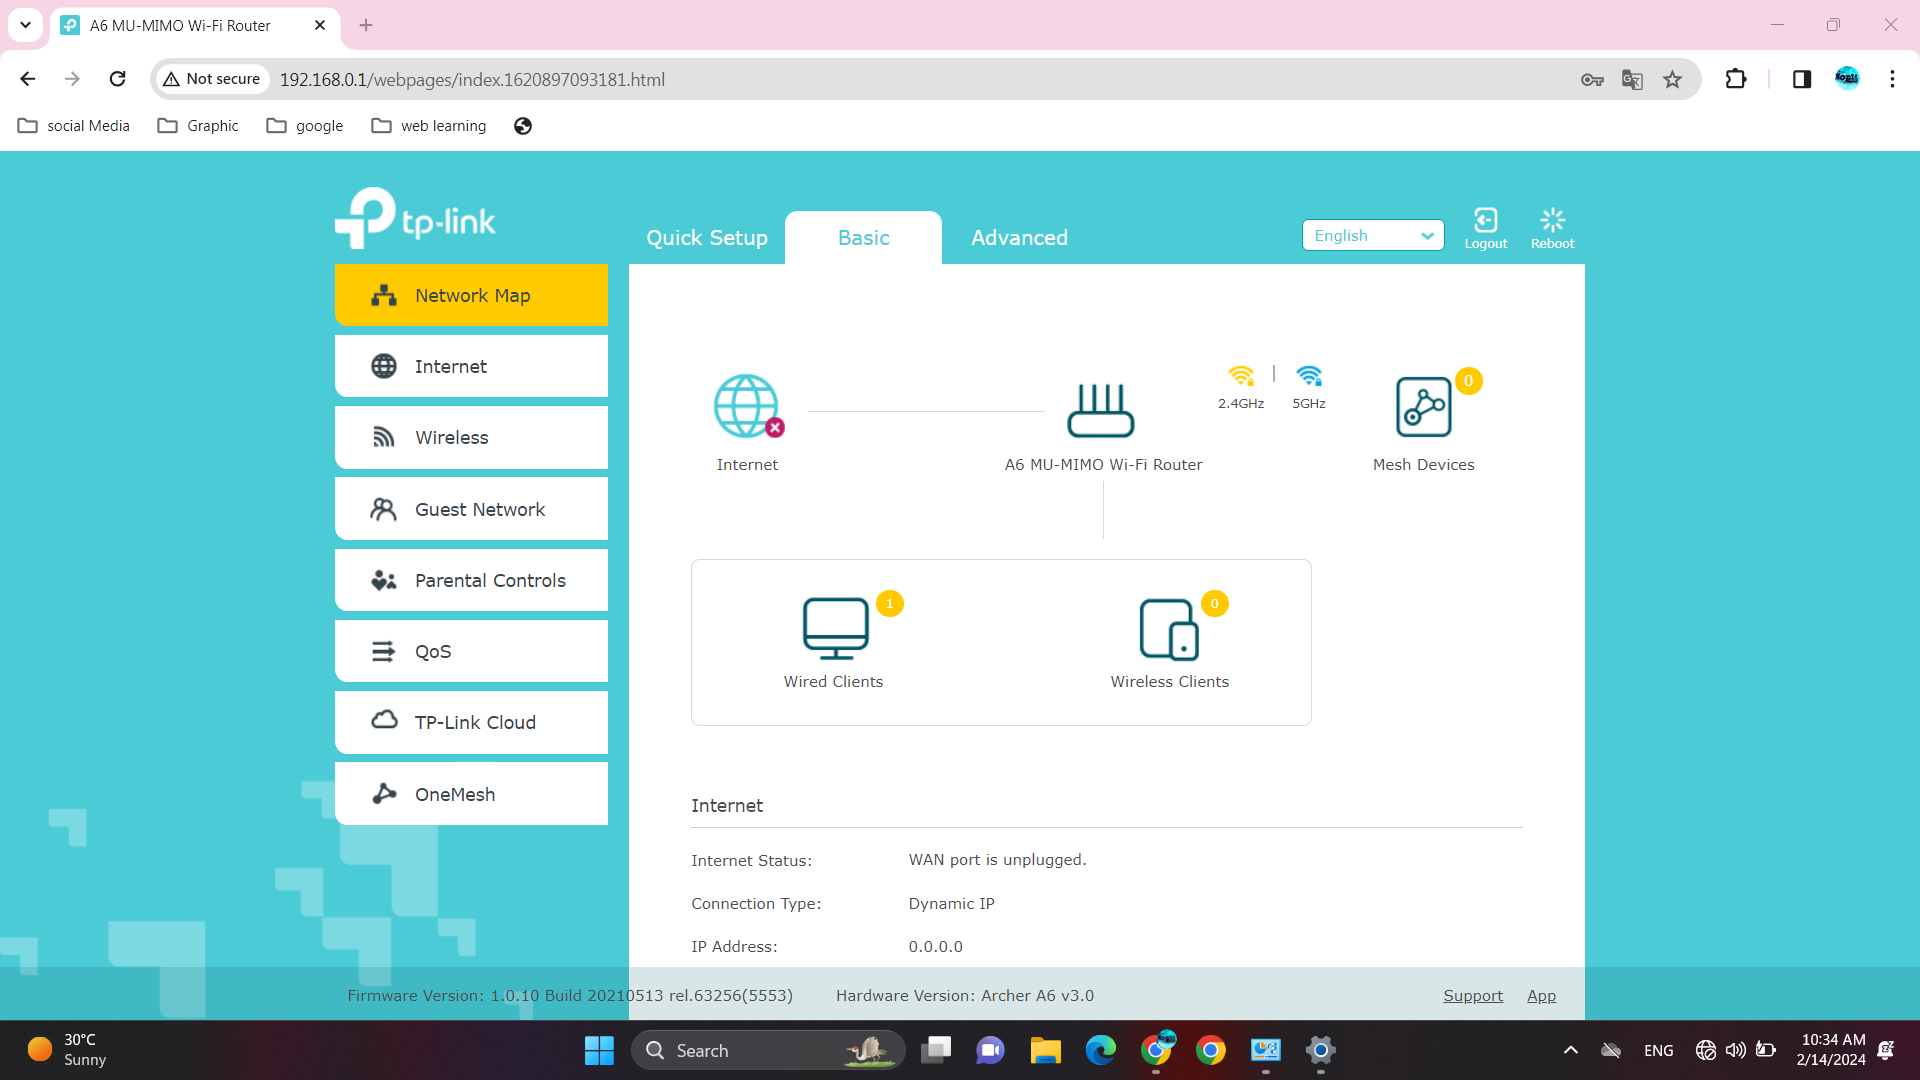 A6 MU-MIMO Wi-Fi Router
Not secure
192.168.0.1/webpages/index.1620897093181.html
social Media
Graphic
google
web learning
tp-link
Quick Setup
Basic
Advanced
English
Logout
Reboot
Network Map
Internet
Wireless
Guest Network
Parental Controls
QoS
TP-Link Cloud
OneMesh
2.4GHz
5GHz
0
Internet
A6 MU-MIMO Wi-Fi Router
Mesh Devices
1
0
Wired Clients
Wireless Clients
Internet
Internet Status: WAN port is unplugged.
Connection Type: Dynamic IP
IP Address: 0.0.0.0
Firmware Version: 1.0.10 Build 20210513 rel.63256(5553)
Hardware Version: Archer A6 v3.0
Support
App
30°C
Sunny
Search
ENG
10:34 AM
2/14/2024